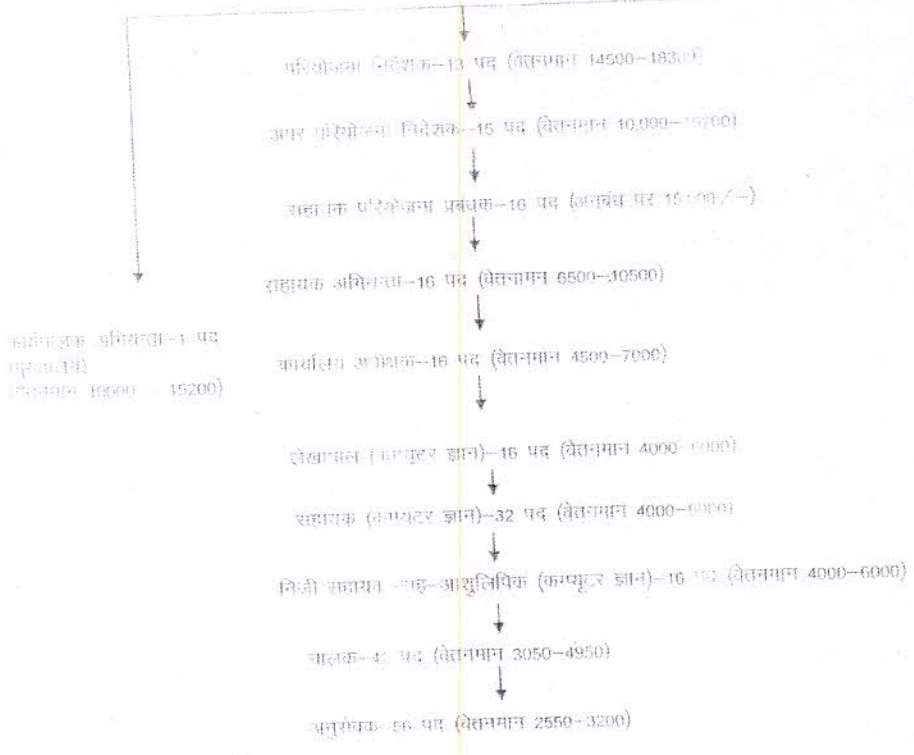 परियोजना निदेशक–13 पद (वेतनमान 14500–18300)
अपर परियोजना निदेशक–15 पद (वेतनमान 10,000–15200)
सहायक परियोजना प्रबंधक–16 पद (अनुबंध पर /–)
सहायक अभियन्ता–16 पद (वेतनामन 6500–10500)
कार्यपालक अभियन्ता–1 पद
(मुख्यालय)
(वेतनमान 10000 – 15200)
कार्यालय अधीक्षक–16 पद (वेतनमान 4500–7000)
लेखापाल (कम्प्यूटर ज्ञान)–16 पद (वेतनमान 4000–6000)
सहायक (कम्प्यूटर ज्ञान)–32 पद (वेतनमान 4000–6000)
निजी सहायक –सह–आशुलिपिक (कम्प्यूटर ज्ञान)–16 पद (वेतनमान 4000–6000)
चालक– पद (वेतनमान 3050–4950)
अनुसेवक–56 पद (वेतनमान 2550–3200)